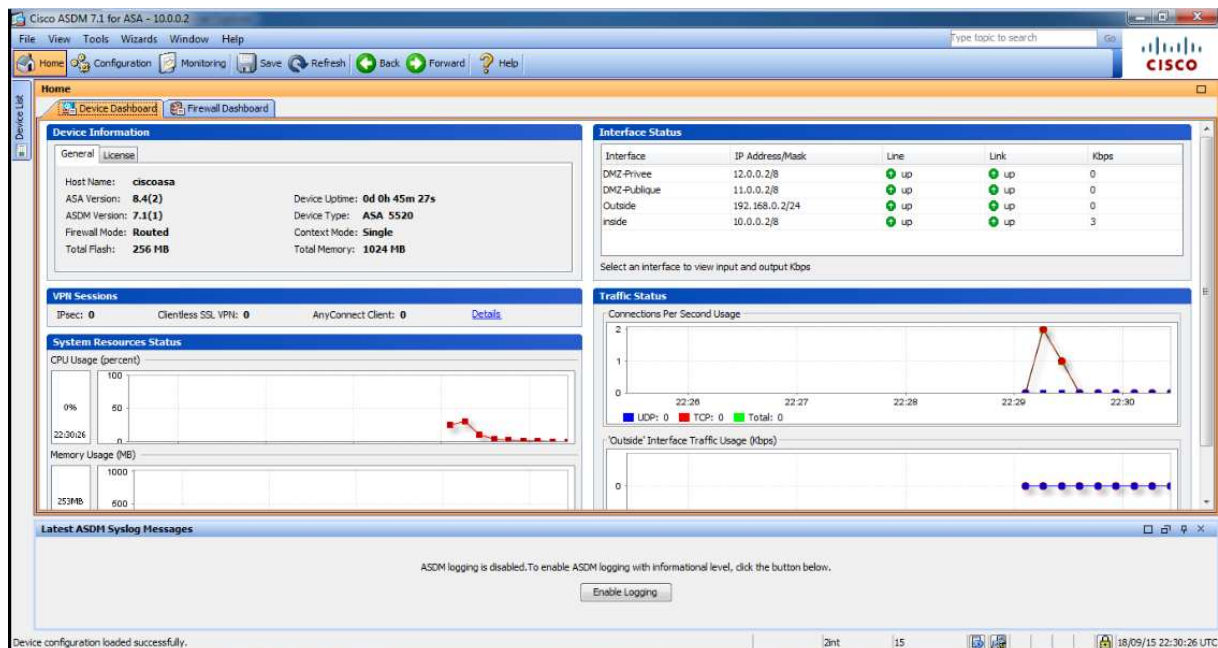 Cisco ASDM 7.1 for ASA - 10.0.0.2
File View Tools Wizards Window Help
Type topic to search Go
Home Configuration Monitoring Save Refresh Back Forward Help
CISCO
Device List
Home
Device Dashboard Firewall Dashboard
Device Information
General License
Host Name: ciscoasa
ASA Version: 8.4(2) Device Uptime: 0d 0h 45m 27s
ASDM Version: 7.1(1) Device Type: ASA 5520
Firewall Mode: Routed Context Mode: Single
Total Flash: 256 MB Total Memory: 1024 MB
Interface Status
Interface IP Address/Mask Line Link Kbps
DMZ-Privee 12.0.0.2/8 up up 0
DMZ-Publique 11.0.0.2/8 up up 0
Outside 192.168.0.2/24 up up 0
inside 10.0.0.2/8 up up 3
Select an interface to view input and output Kbps
VPN Sessions
IPsec: 0 Clientless SSL VPN: 0 AnyConnect Client: 0 Details
System Resources Status
CPU Usage (percent)
100
50
0
0%
22:30:26
Memory Usage (MB)
1000
253MB
Traffic Status
Connections Per Second Usage
2
1
0
22:26 22:27 22:28 22:29 22:30
UDP: 0 TCP: 0 Total: 0
'Outside' Interface Traffic Usage (Kbps)
0
Latest ASDM Syslog Messages
ASDM logging is disabled.To enable ASDM logging with informational level, click the button below.
Enable Logging
Device configuration loaded successfully.
15
18/09/15 22:30:26 UTC